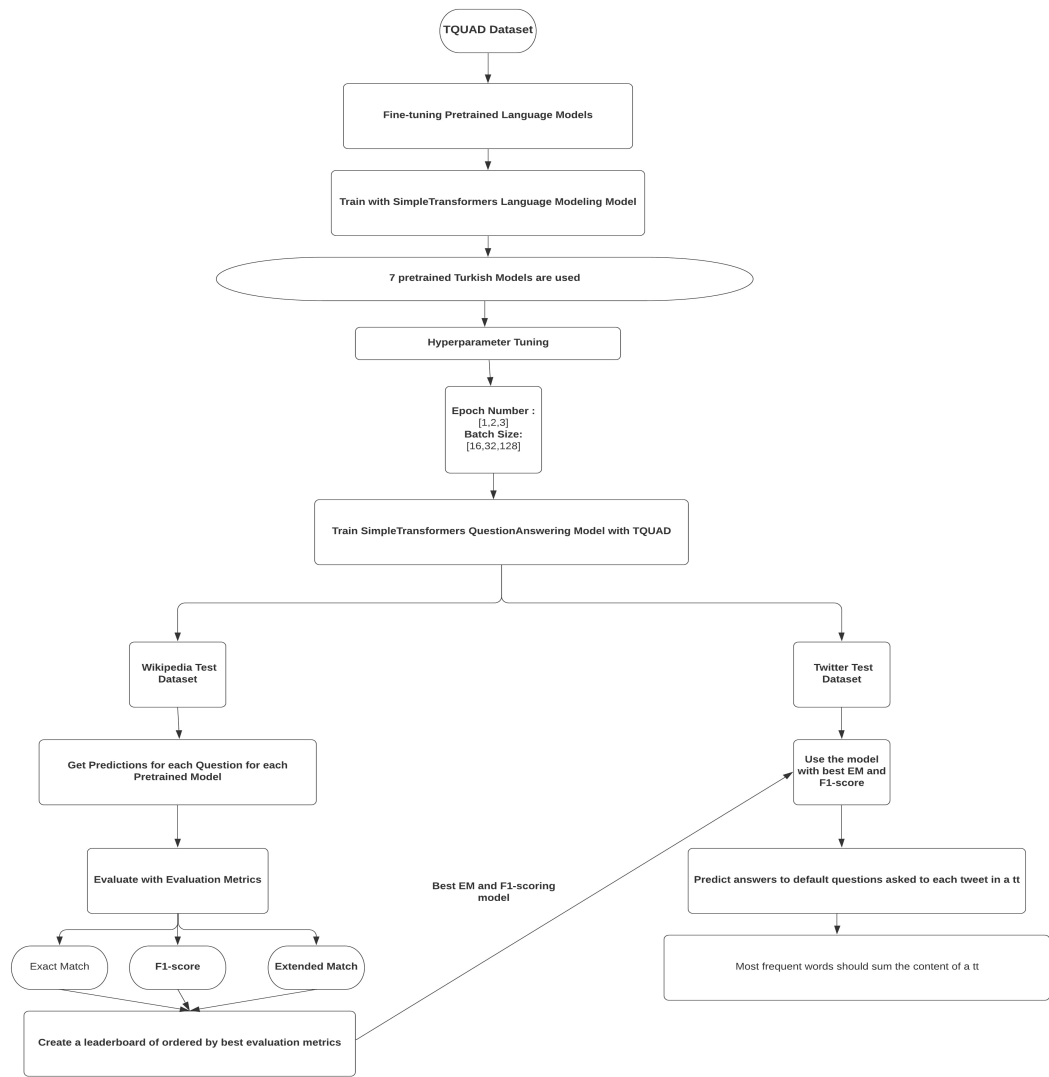 TQUAD Dataset
Fine-tuning Pretrained Language Models
Train with SimpleTransformers Language Modeling Model
7 pretrained Turkish Models are used
Hyperparameter Tuning
Epoch Number :
[1,2,3]
Batch Size:
[16,32,128]
Train SimpleTransformers QuestionAnswering Model with TQUAD
Wikipedia Test
Dataset
Get Predictions for each Question for each
Pretrained Model
Evaluate with Evaluation Metrics
Exact Match
F1-score
Extended Match
Create a leaderboard of ordered by best evaluation metrics
Best EM and F1-scoring
model
Twitter Test
Dataset
Use the model
with best EM and
F1-score
Predict answers to default questions asked to each tweet in a tt
Most frequent words should sum the content of a tt